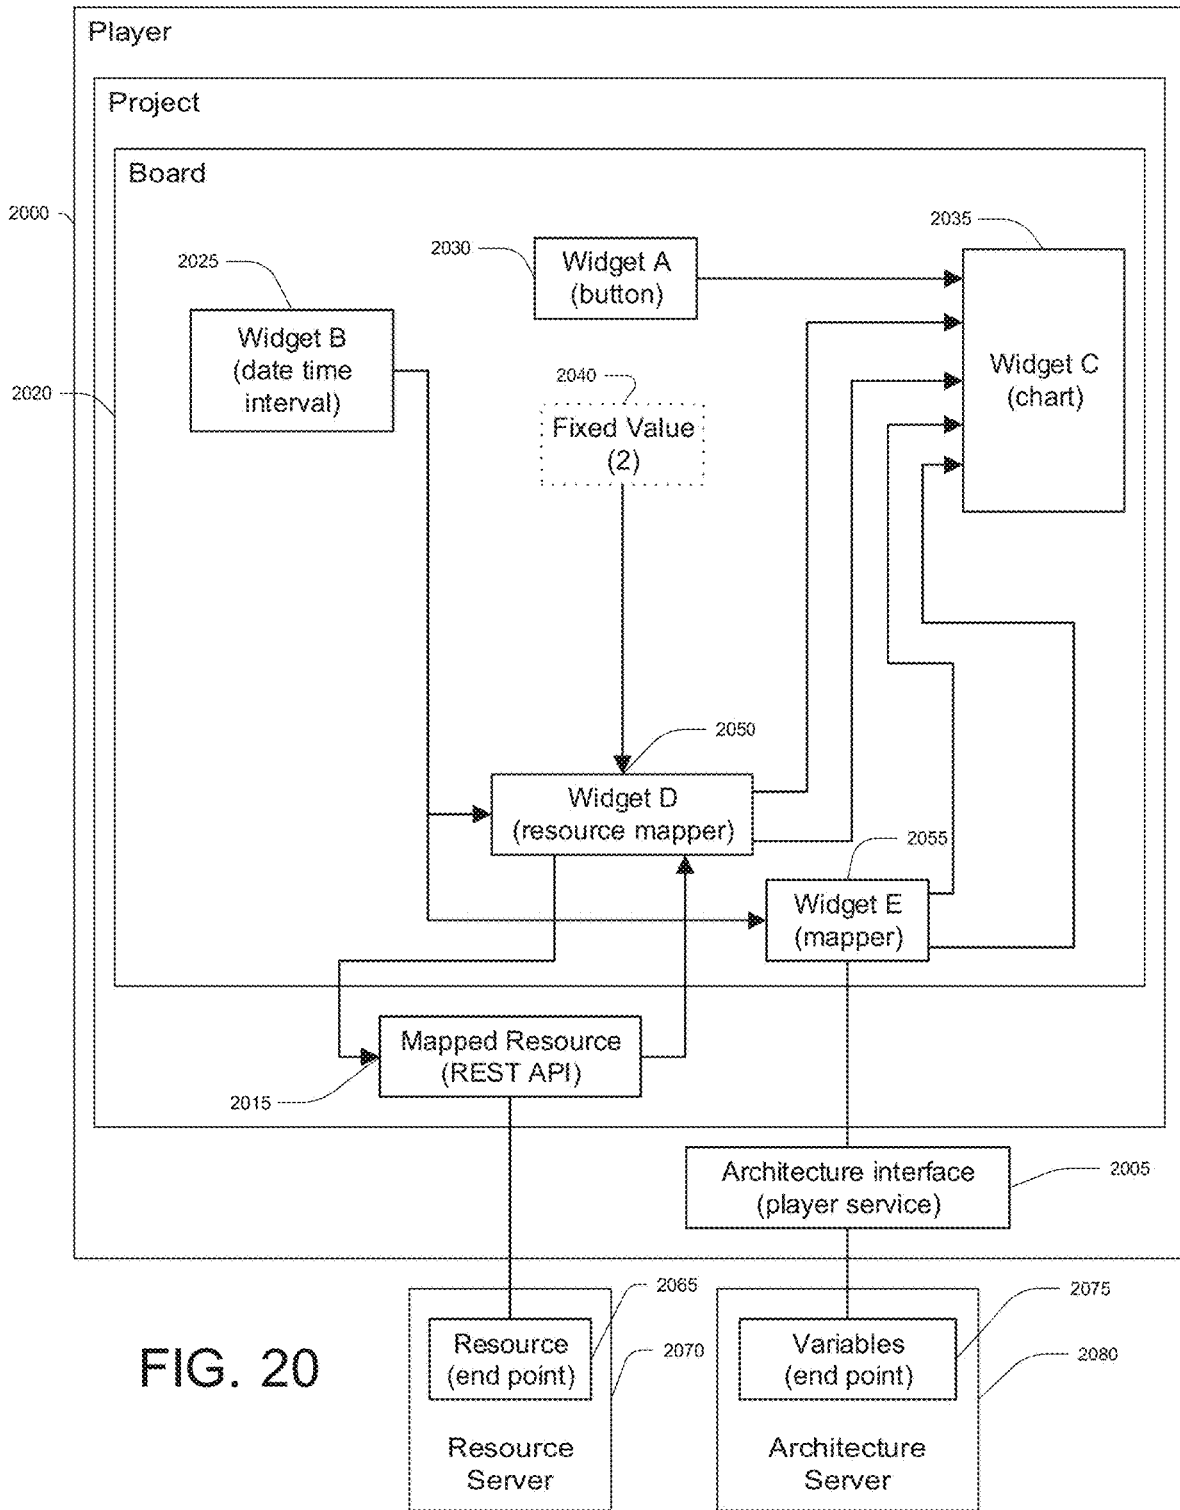 Player
Project
Board
2000
2030
2035
2025
Widget A
(button)
Widget B
(date time
interval)
2020
2040
Fixed Value
(2)
Widget C
(chart)
2050
Widget D
(resource mapper)
2055
Widget E
(mapper)
Mapped Resource
(REST API)
2015
Architecture interface
(player service)
2005
2065
Resource
(end point)
2070
Resource
Server
2075
Variables
(end point)
2080
Architecture
Server
FIG. 20